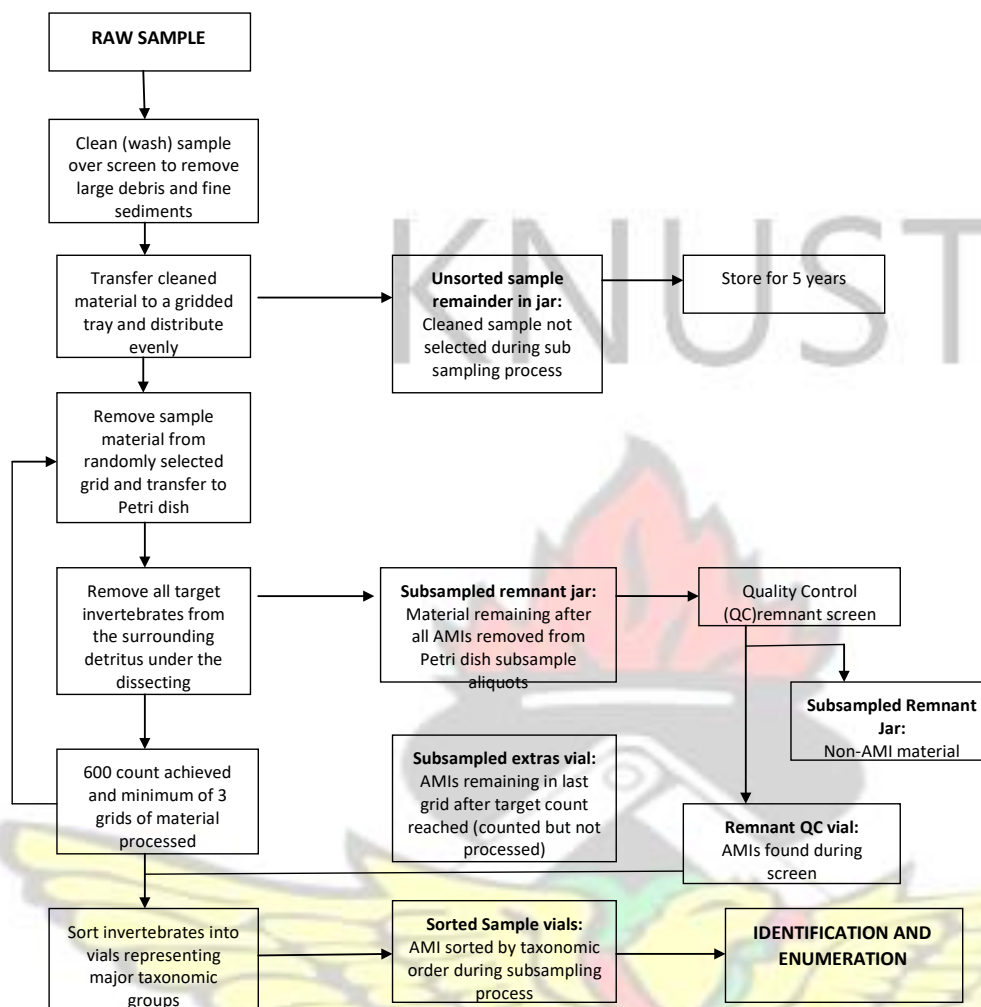 RAW SAMPLE
Clean (wash) sample
over screen to remove
large debris and fine
sediments
Transfer cleaned
material to a gridded
tray and distribute
evenly
Unsorted sample
remainder in jar:
Cleaned sample not
selected during sub
sampling process
Store for 5 years
KNUST
Remove sample
material from
randomly selected
grid and transfer to
Petri dish
Remove all target
invertebrates from
the surrounding
detritus under the
dissecting
Subsampled remnant jar:
Material remaining after
all AMIs removed from
Petri dish subsample
aliquots
Quality Control
(QC)remnant screen
Subsampled Remnant
Jar:
Non-AMI material
600 count achieved
and minimum of 3
grids of material
processed
Subsampled extras vial:
AMIs remaining in last
grid after target count
reached (counted but not
processed)
Remnant QC vial:
AMIs found during
screen
Sort invertebrates into
vials representing
major taxonomic
groups
Sorted Sample vials:
AMI sorted by taxonomic
order during subsampling
process
IDENTIFICATION AND
ENUMERATION